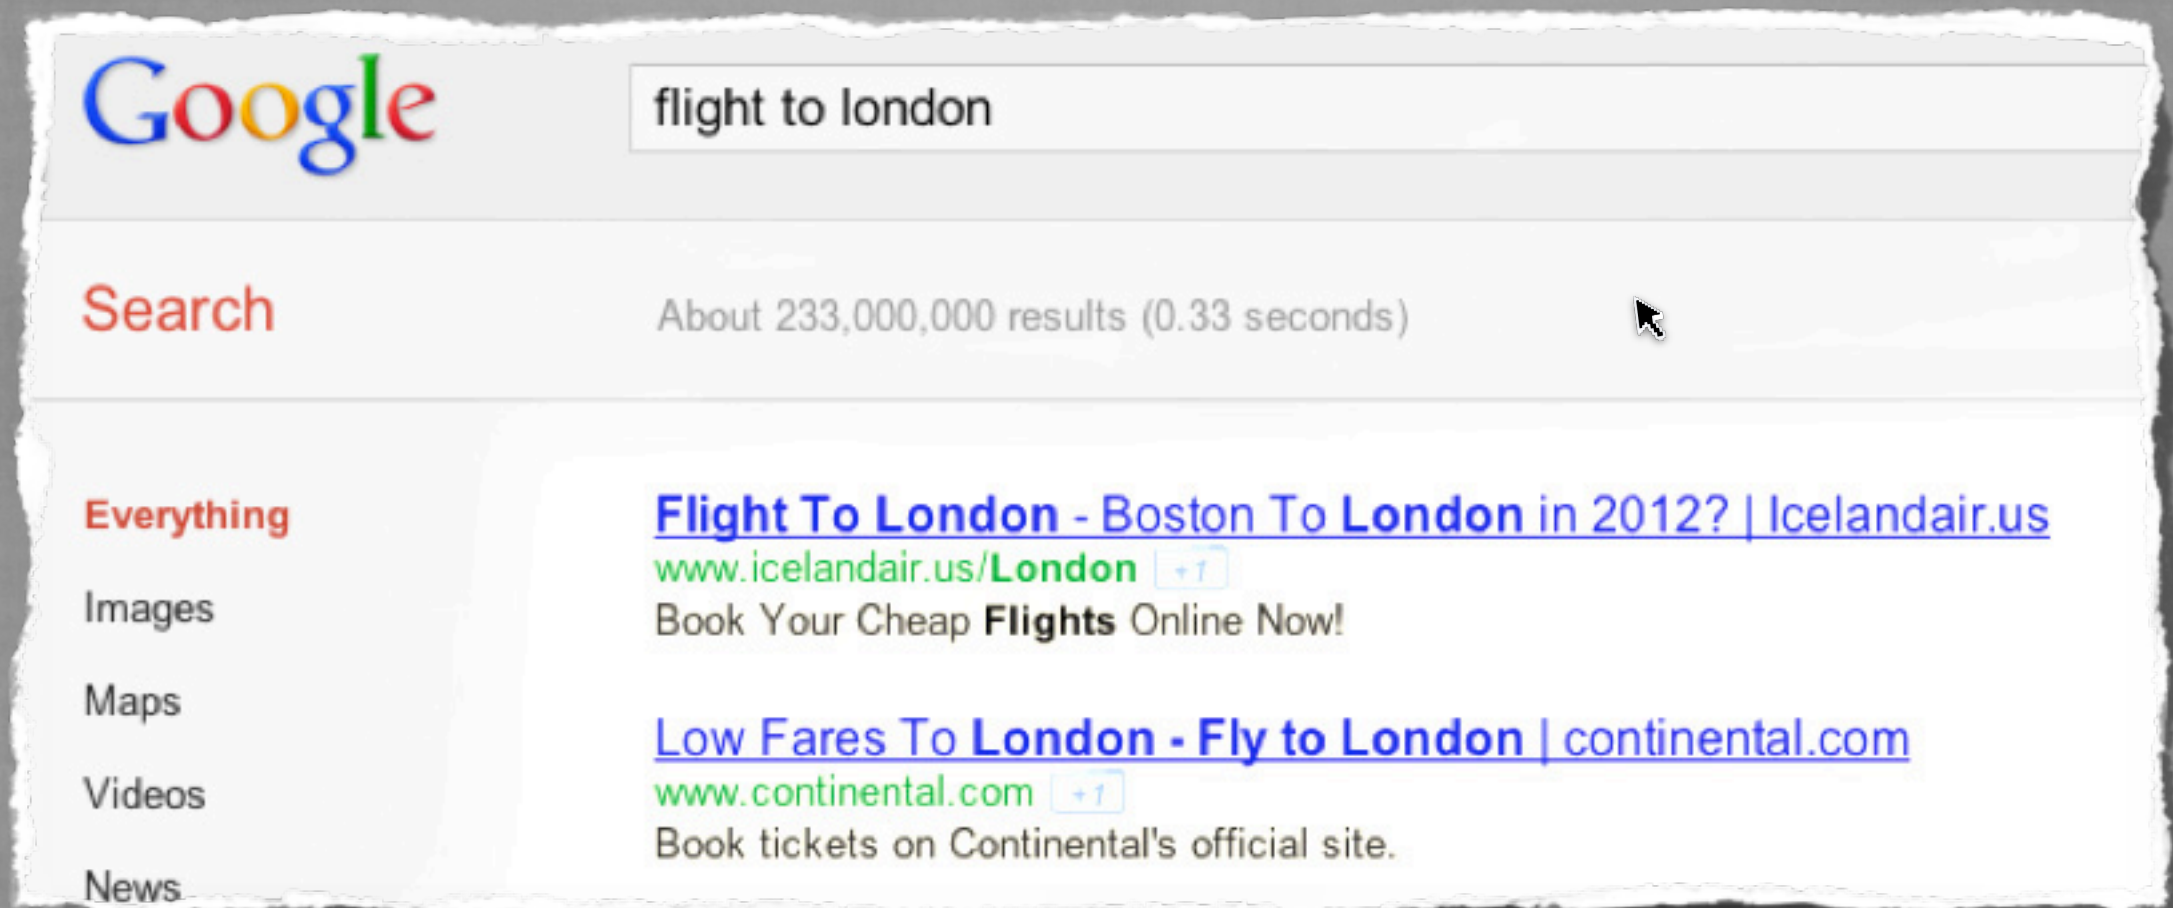 Google
flight to london
Search
About 233,000,000 results (0.33 seconds)
Everything
Images
Maps
Videos
News
Flight To London - Boston To London in 2012? | Icelandair.us
www.icelandair.us/London +1
Book Your Cheap Flights Online Now!
Low Fares To London - Fly to London | continental.com
www.continental.com +1
Book tickets on Continental's official site.